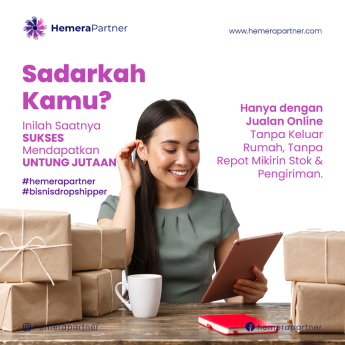 HemeraPartner
www.hemerapartner.com
Sadarkah
Kamu?
Inilah Saatnya
SUKSES
Mendapatkan
UNTUNG JUTAAN
#hemerapartner
#bisnisdropshipper
Hanya dengan
Jualan Online
Tanpa Keluar
Rumah, Tanpa
Repot Mikirin Stok &
Pengiriman.
hemerapartner
hemerapartner